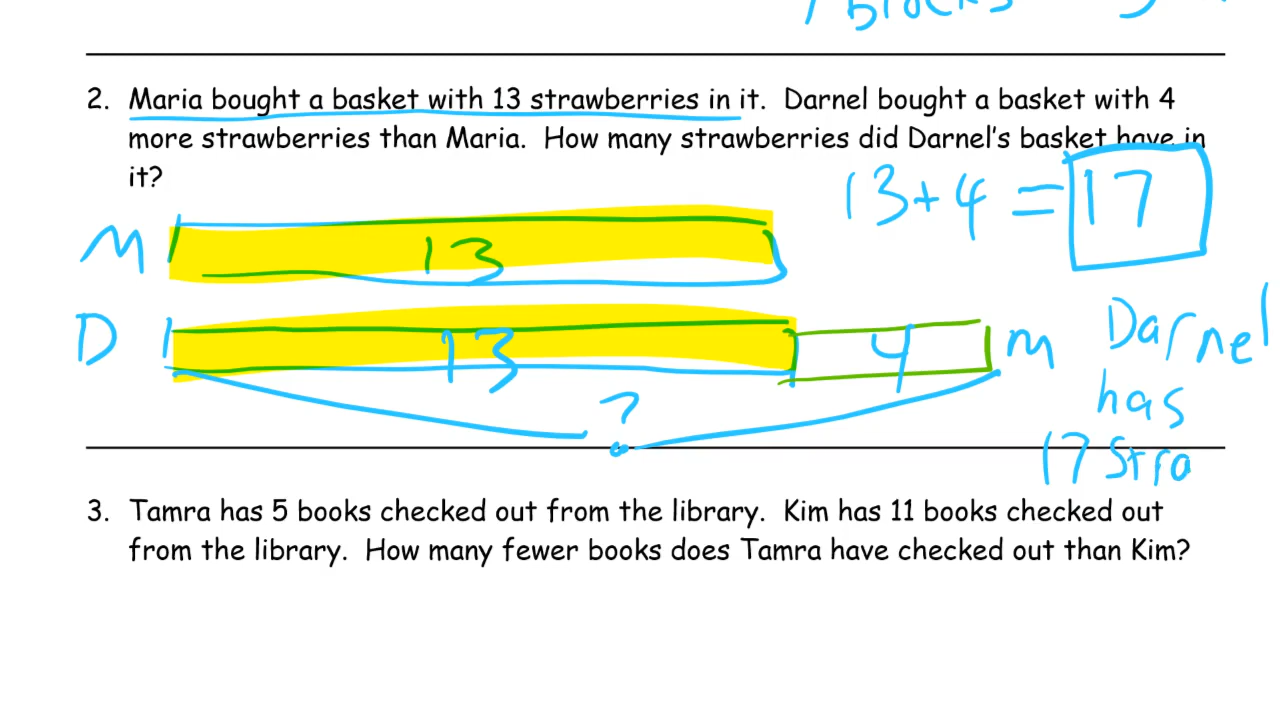 blocks
2. Maria bought a basket with 13 strawberries in it. Darnel bought a basket with 4
more strawberries than Maria. How many strawberries did Darnel's basket have in
it?
13+4 = 17
M 13
D 13 4 m
?
Darnel
has
17 Stra
3. Tamra has 5 books checked out from the library. Kim has 11 books checked out
from the library. How many fewer books does Tamra have checked out than Kim?